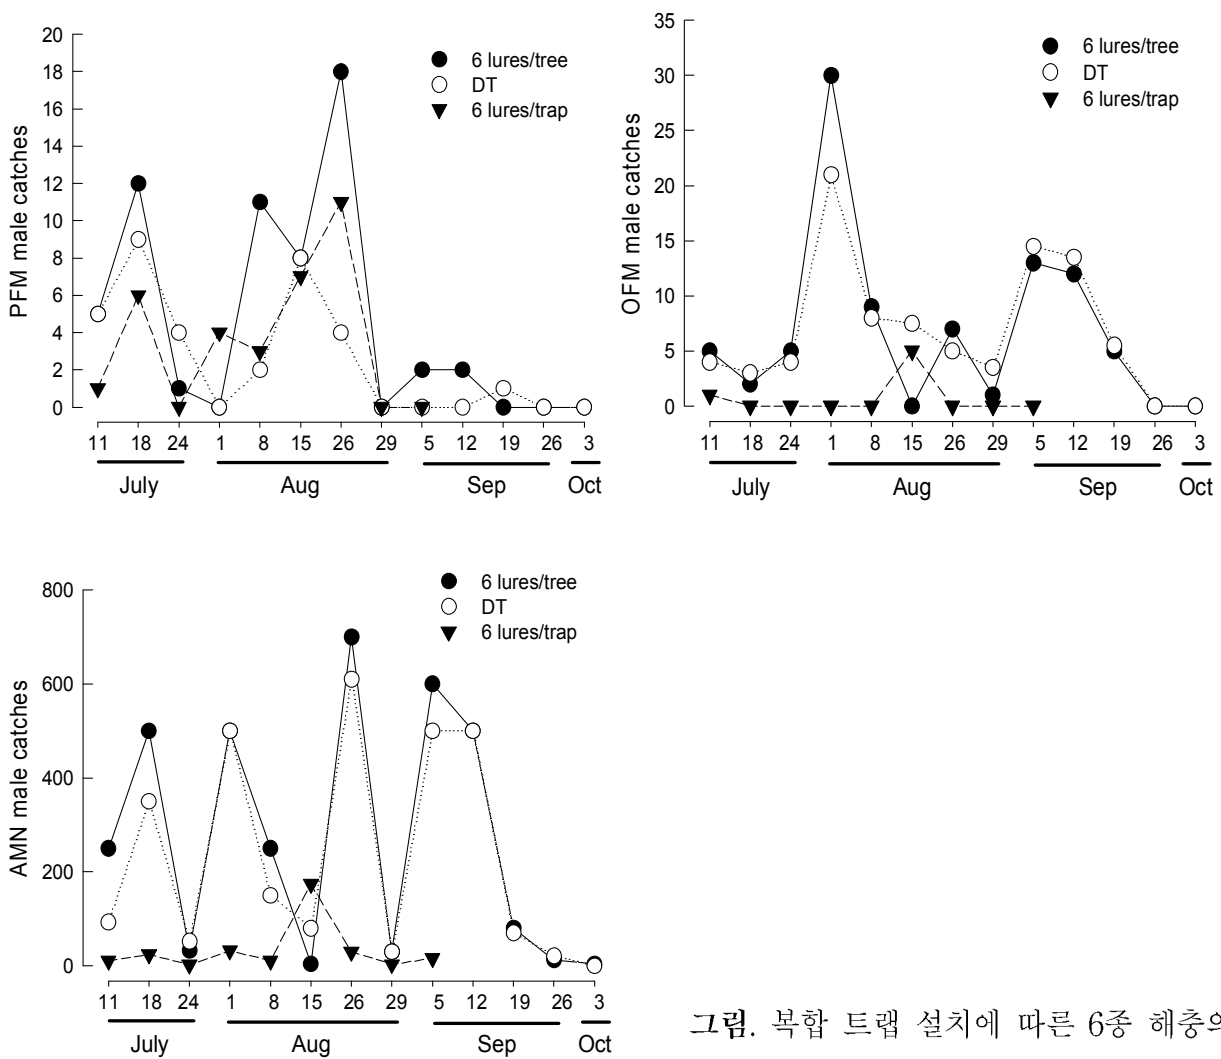 20
18
16
14
12
10
8
6
4
2
0
PFM male catches
6 lures/tree
DT
6 lures/trap
11 18 24 1 8 15 26 29 5 12 19 26 3
July Aug Sep Oct
35
30
25
20
15
10
5
0
OFM male catches
6 lures/tree
DT
6 lures/trap
11 18 24 1 8 15 26 29 5 12 19 26 3
July Aug Sep Oct
800
600
400
200
0
AMN male catches
6 lures/tree
DT
6 lures/trap
11 18 24 1 8 15 26 29 5 12 19 26 3
July Aug Sep Oct
그림. 복합 트랩 설치에 따른 6종 해충의